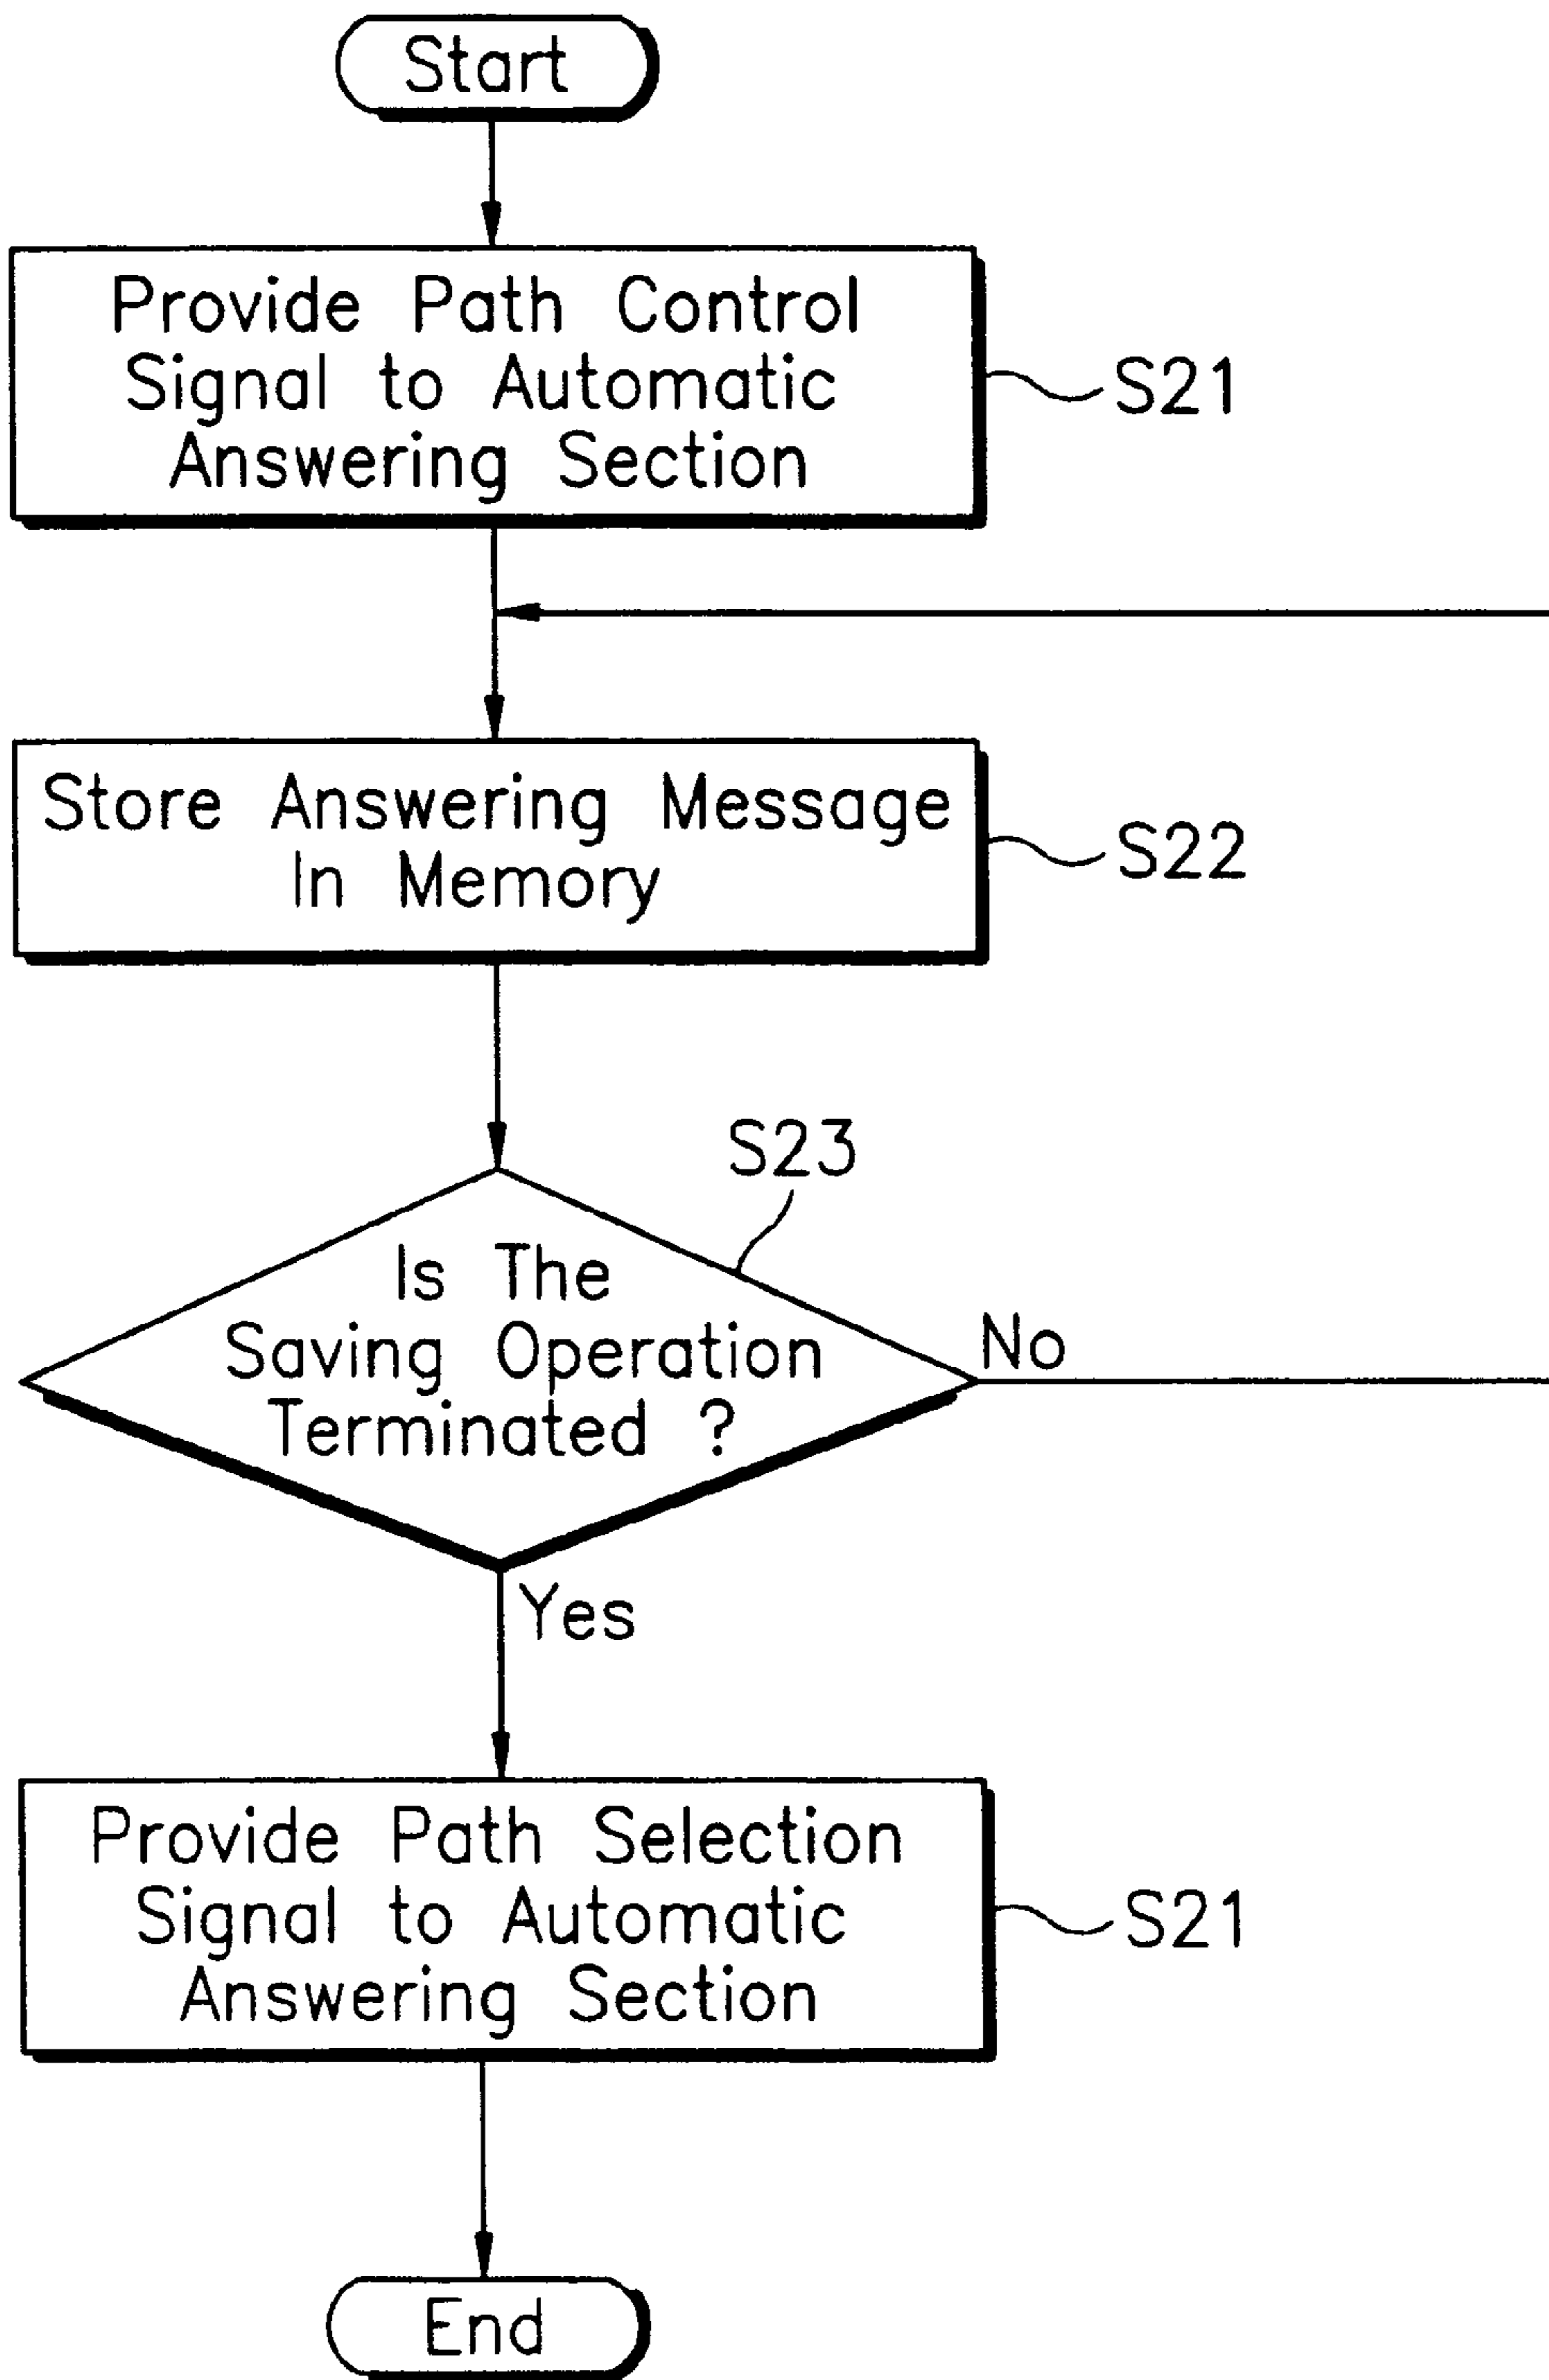 Start
Provide Path Control
Signal to Automatic
Answering Section
S21
Store Answering Message
In Memory
S22
S23
Is The
Saving Operation
Terminated ?
No
Yes
Provide Path Selection
Signal to Automatic
Answering Section
S21
End